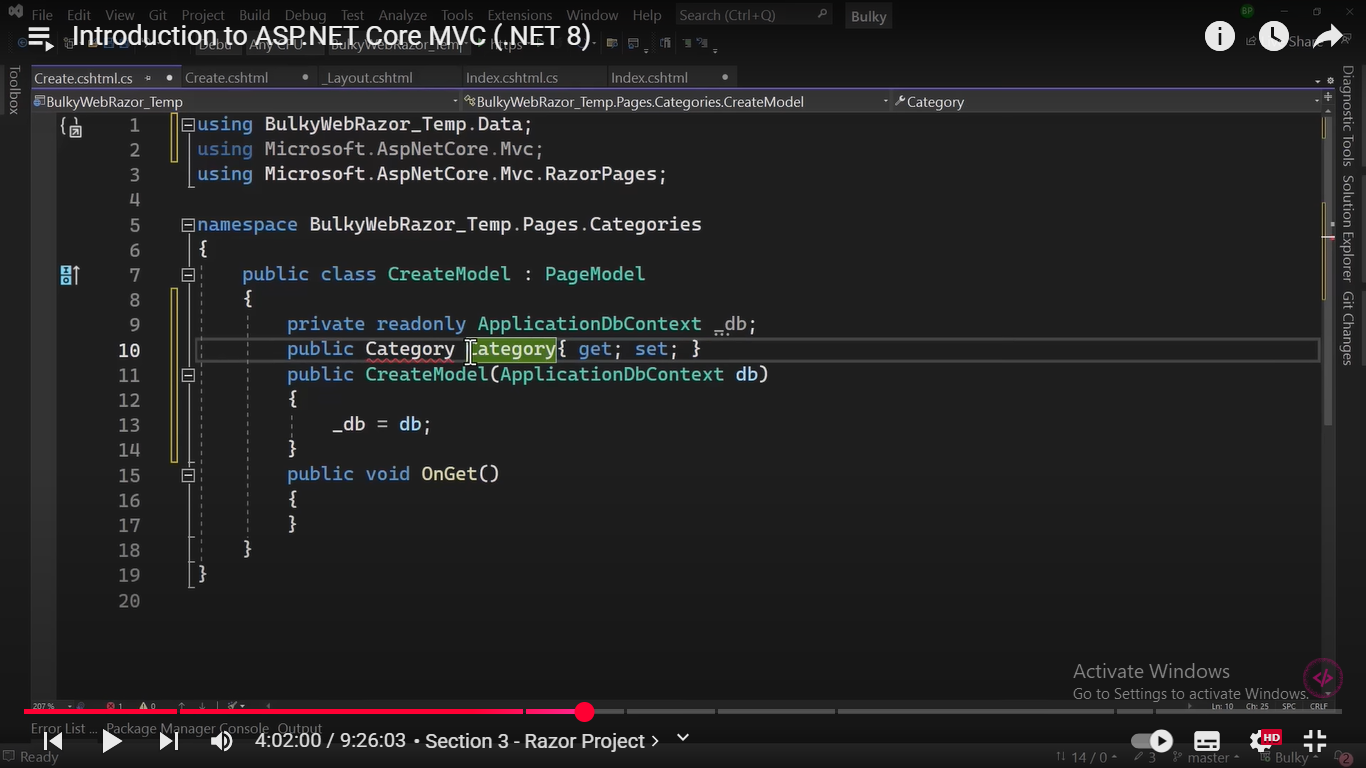 File Edit View Git Project Build Debug Test Analyze Tools Extensions Window Help Search (Ctrl+Q) Bulky
BP
Introduction to ASP.NET Core MVC (.NET 8)
Share
Toolbox
Create.cshtml.cs Create.cshtml _Layout.cshtml Index.cshtml.cs Index.cshtml
BulkyWebRazor_Temp BulkyWebRazor_Temp.Pages.Categories.CreateModel Category
1 using BulkyWebRazor_Temp.Data;
2 using Microsoft.AspNetCore.Mvc;
3 using Microsoft.AspNetCore.Mvc.RazorPages;
4
5 namespace BulkyWebRazor_Temp.Pages.Categories
6 {
7 public class CreateModel : PageModel
8 {
9 private readonly ApplicationDbContext _db;
10 public Category Category{ get; set; }
11 public CreateModel(ApplicationDbContext db)
12 {
13 _db = db;
14 }
15 public void OnGet()
16 {
17 }
18 }
19 }
20
Diagnostic Tools
Solution Explorer
Git Changes
Activate Windows
Go to Settings to activate Windows.
207 % 1 0 Ln: 10 Ch: 25 SPC CRLF
Error List ... Package Manager Console Output
4:02:00 / 9:26:03 • Section 3 - Razor Project
HD
Ready 14 / 0 3 master Bulky 2